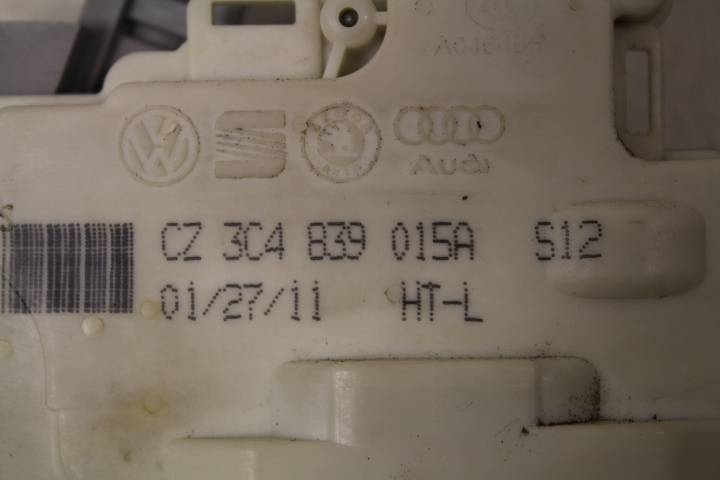 Audi
CZ 3C4 839 015A S12
01/27/11 HT-L